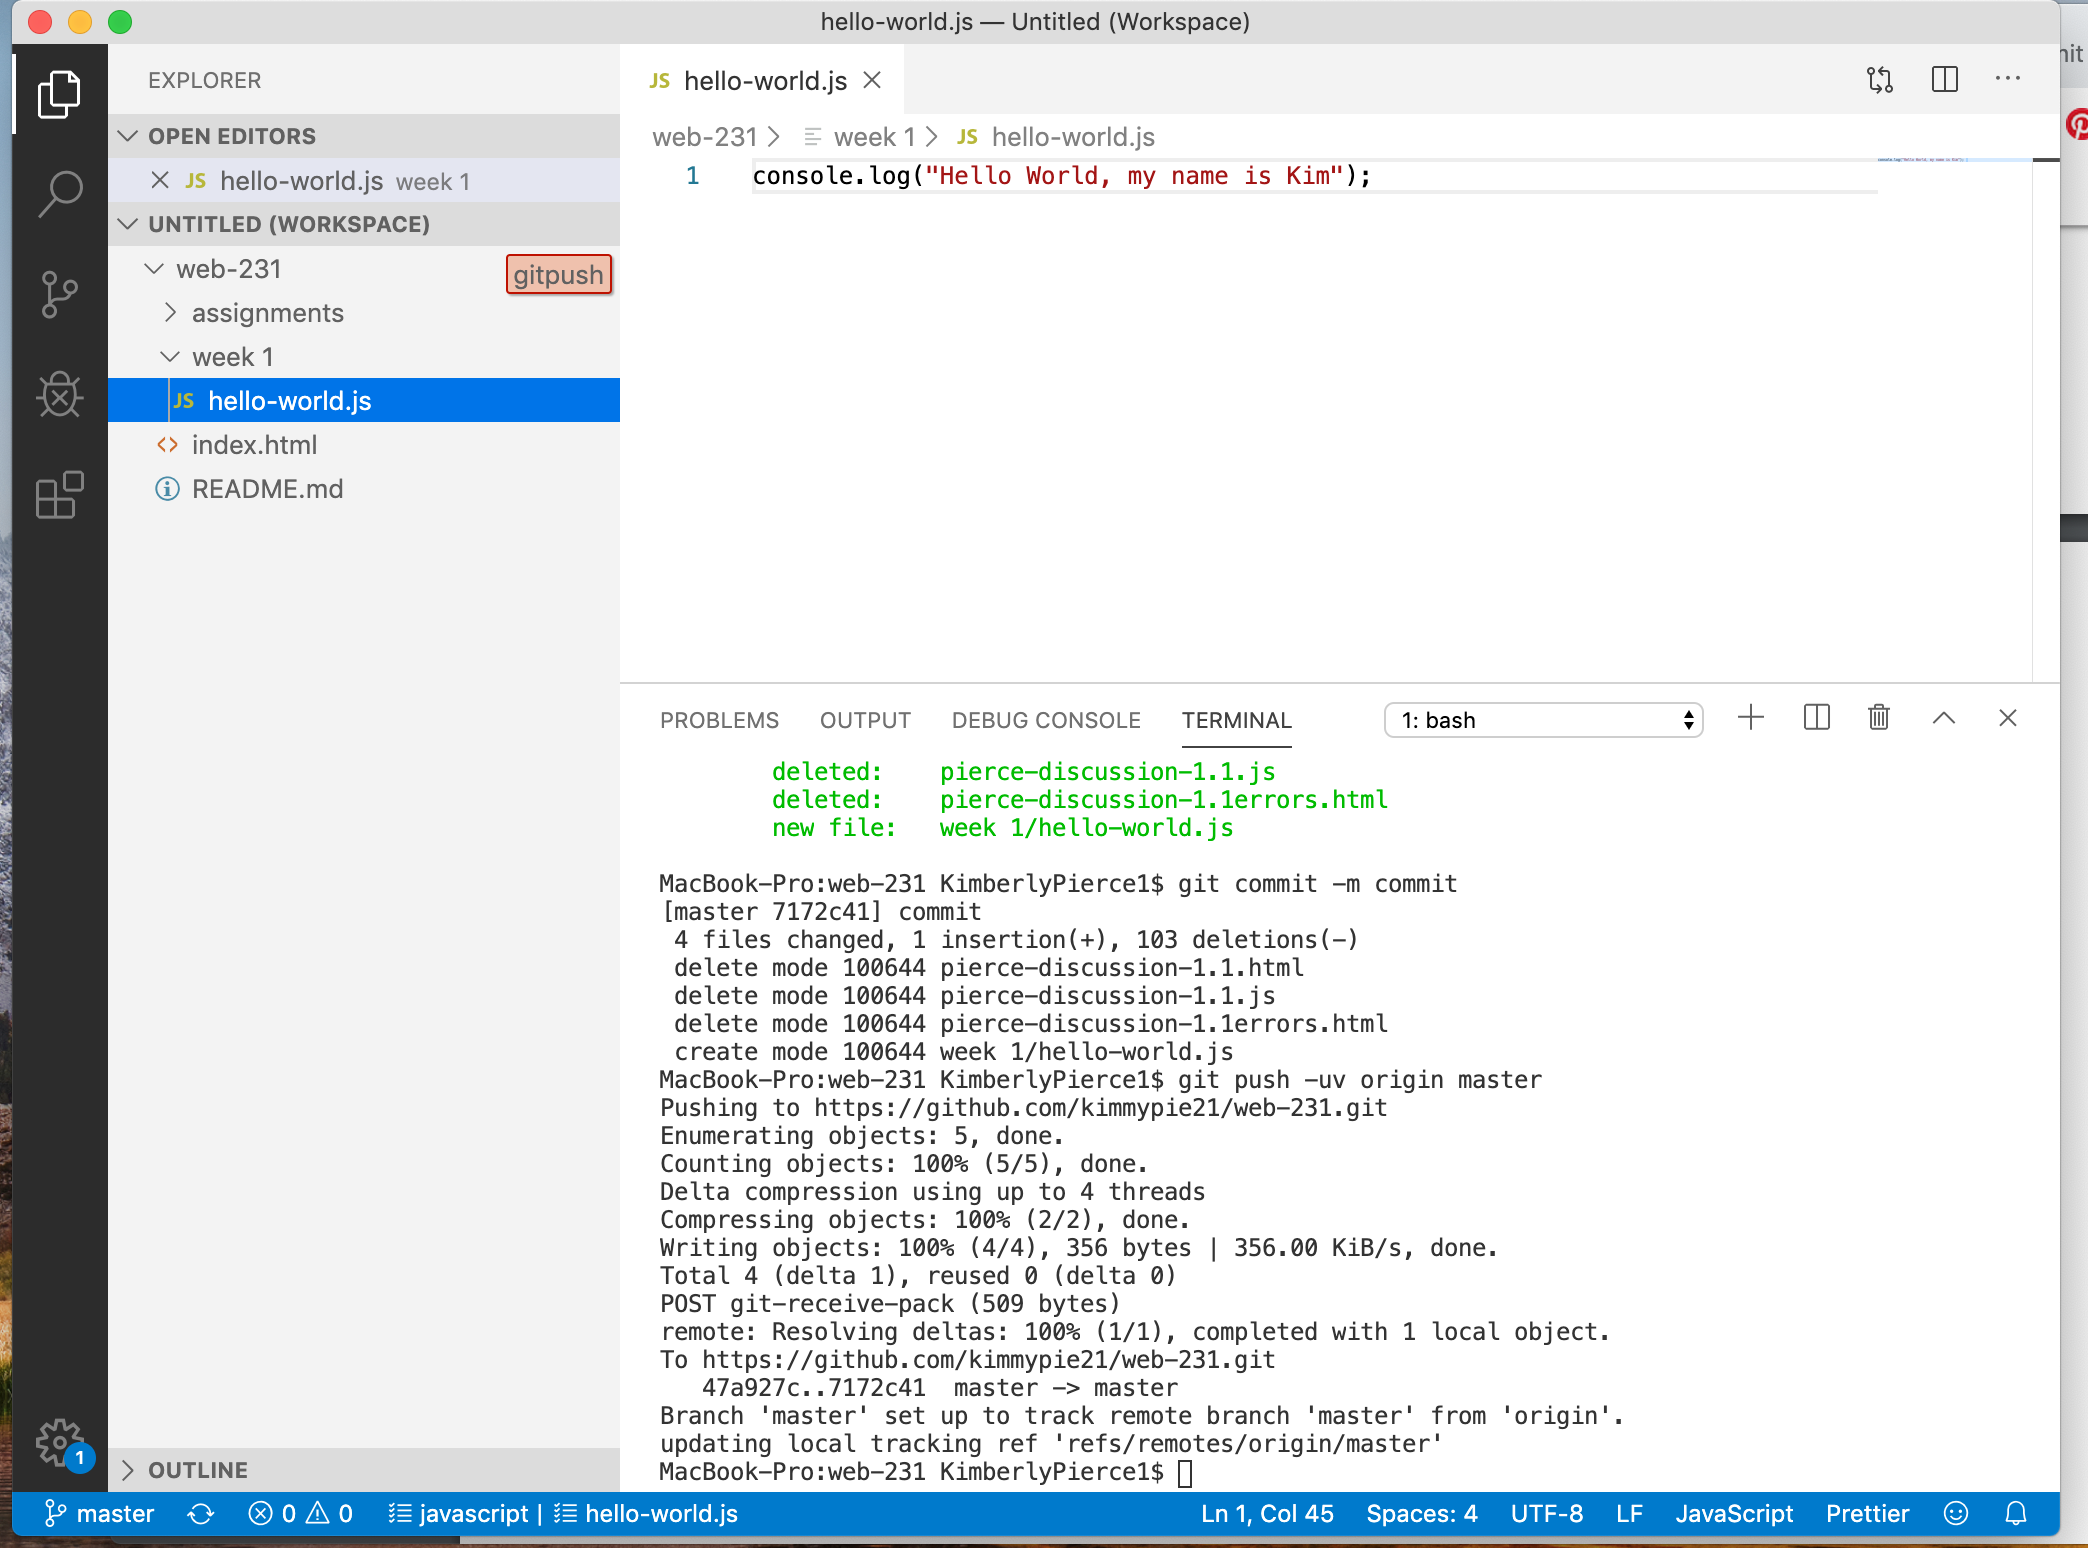 hello-world.js — Untitled (Workspace)
EXPLORER
OPEN EDITORS
JS hello-world.js week 1
UNTITLED (WORKSPACE)
web-231
gitpush
assignments
week 1
JS hello-world.js
index.html
README.md
OUTLINE
JS hello-world.js
web-231 > week 1 > JS hello-world.js
1 console.log("Hello World, my name is Kim");
PROBLEMS OUTPUT DEBUG CONSOLE TERMINAL 1: bash
deleted: pierce-discussion-1.1.js
deleted: pierce-discussion-1.1errors.html
new file: week 1/hello-world.js
MacBook-Pro:web-231 KimberlyPierce1$ git commit -m commit
[master 7172c41] commit
4 files changed, 1 insertion(+), 103 deletions(-)
delete mode 100644 pierce-discussion-1.1.html
delete mode 100644 pierce-discussion-1.1.js
delete mode 100644 pierce-discussion-1.1errors.html
create mode 100644 week 1/hello-world.js
MacBook-Pro:web-231 KimberlyPierce1$ git push -uv origin master
Pushing to https://github.com/kimmypie21/web-231.git
Enumerating objects: 5, done.
Counting objects: 100% (5/5), done.
Delta compression using up to 4 threads
Compressing objects: 100% (2/2), done.
Writing objects: 100% (4/4), 356 bytes | 356.00 KiB/s, done.
Total 4 (delta 1), reused 0 (delta 0)
POST git-receive-pack (509 bytes)
remote: Resolving deltas: 100% (1/1), completed with 1 local object.
To https://github.com/kimmypie21/web-231.git
47a927c..7172c41 master -> master
Branch 'master' set up to track remote branch 'master' from 'origin'.
updating local tracking ref 'refs/remotes/origin/master'
MacBook-Pro:web-231 KimberlyPierce1$
1
master 0 0 javascript | hello-world.js Ln 1, Col 45 Spaces: 4 UTF-8 LF JavaScript Prettier